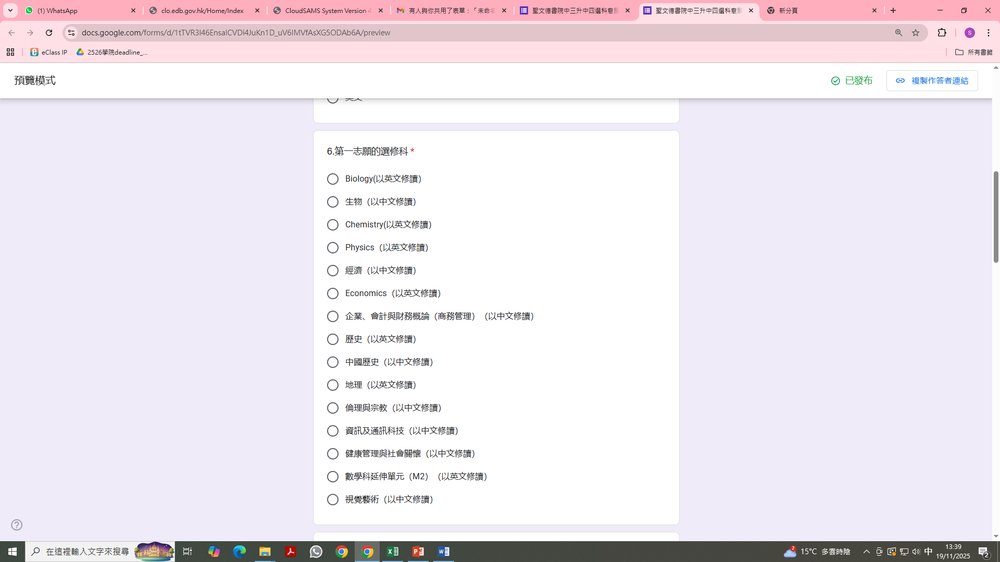 (1) WhatsApp
clo.edb.gov.hk/Home/Index
CloudSAMS System Version 4
有人與你共用了表單：「未命名
聖文德書院中三升中四選科意願
聖文德書院中三升中四選科意願
新分頁
docs.google.com/forms/d/1tTVR3I46EnsalCVDi4JuKn1D_uV6IMVfAsXG5ODAb6A/preview
S
eClass IP
2526學院deadline_...
所有書籤
預覽模式
已發布
複製作答者連結
英文
6.第一志願的選修科 *
Biology(以英文修讀)
生物（以中文修讀）
Chemistry(以英文修讀)
Physics（以英文修讀）
經濟（以中文修讀）
Economics（以英文修讀）
企業、會計與財務概論（商務管理）（以中文修讀）
歷史（以英文修讀）
中國歷史（以中文修讀）
地理（以英文修讀）
倫理與宗教（以中文修讀）
資訊及通訊科技（以中文修讀）
健康管理與社會關懷（以中文修讀）
數學科延伸單元（M2）（以英文修讀）
視覺藝術（以中文修讀）
在這裡輸入文字來搜尋
2
15°C 多雲時陰
中
13:39
19/11/2025
2